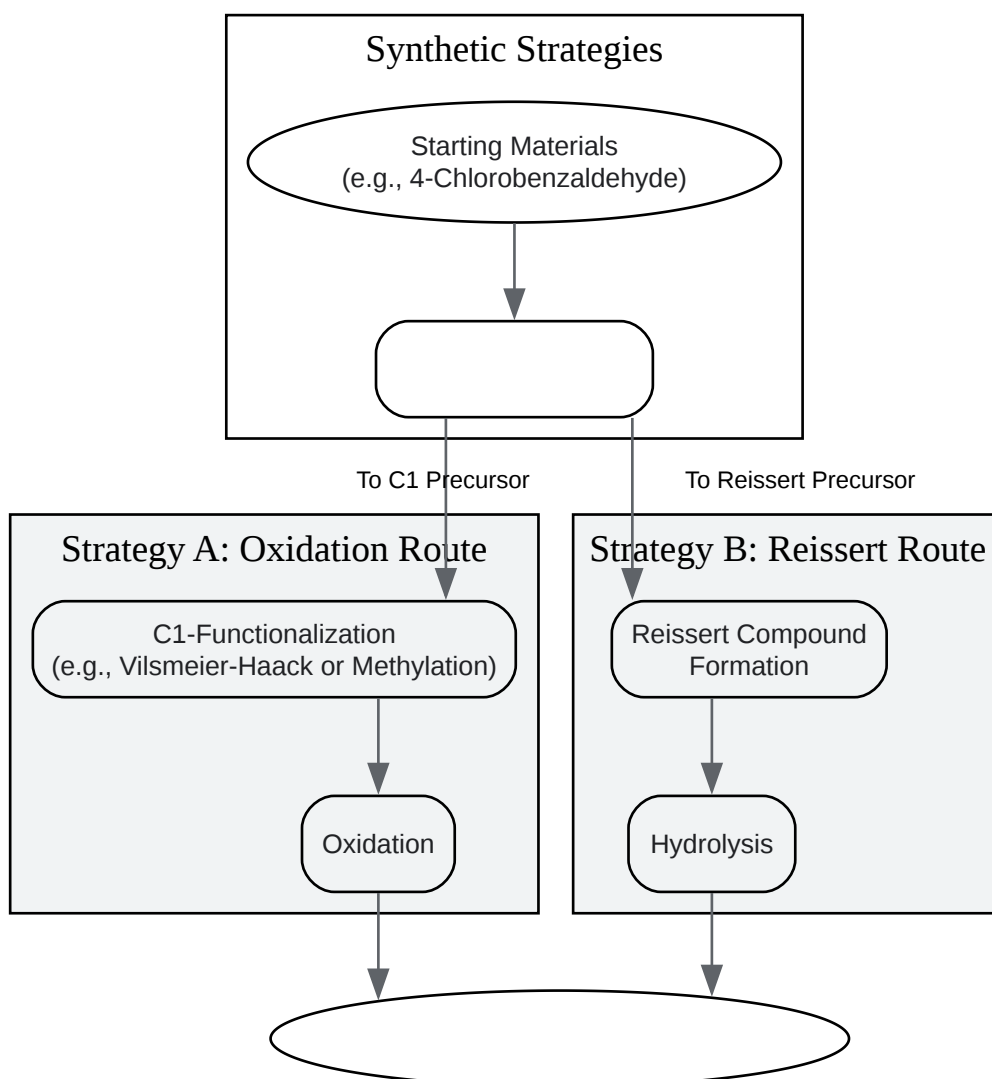 Synthetic Strategies
Starting Materials
(e.g., 4-Chlorobenzaldehyde)
To C1 Precursor
To Reissert Precursor
Strategy A: Oxidation Route
Strategy B: Reissert Route
C1-Functionalization
(e.g., Vilsmeier-Haack or Methylation)
Reissert Compound
Formation
Oxidation
Hydrolysis